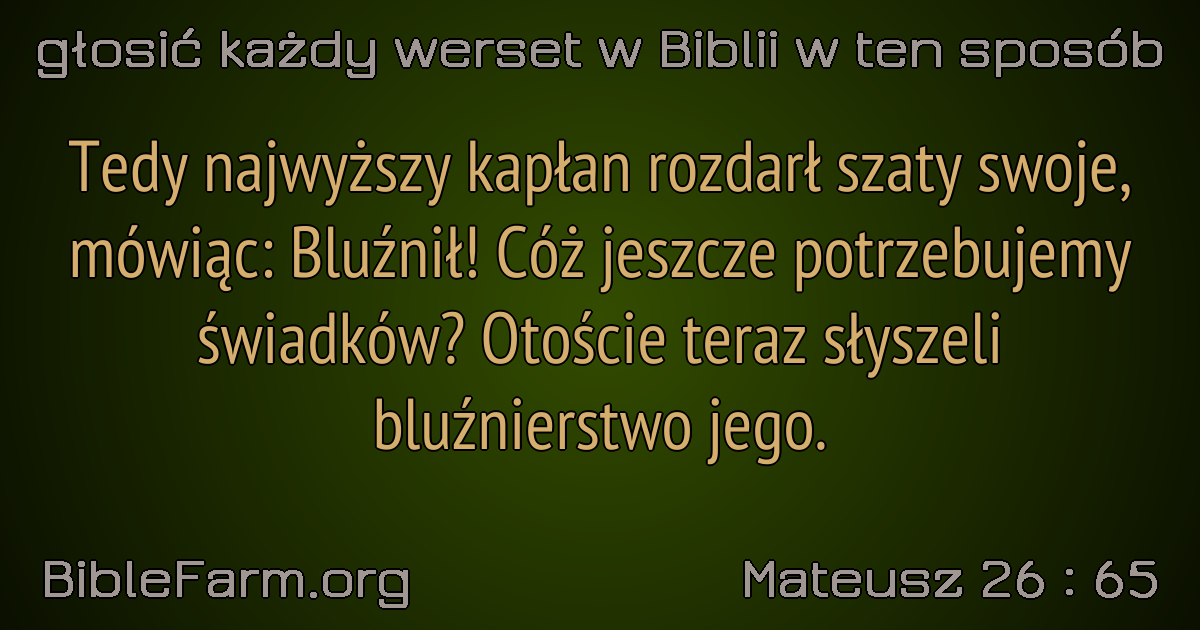 głosić każdy werset w Biblii w ten sposób
Tedy najwyższy kapłan rozdarł szaty swoje,
mówiąc: Bluźnił! Cóż jeszcze potrzebujemy
świadków? Otoście teraz słyszeli
bluźnierstwo jego.
BibleFarm.org
Mateusz 26 : 65